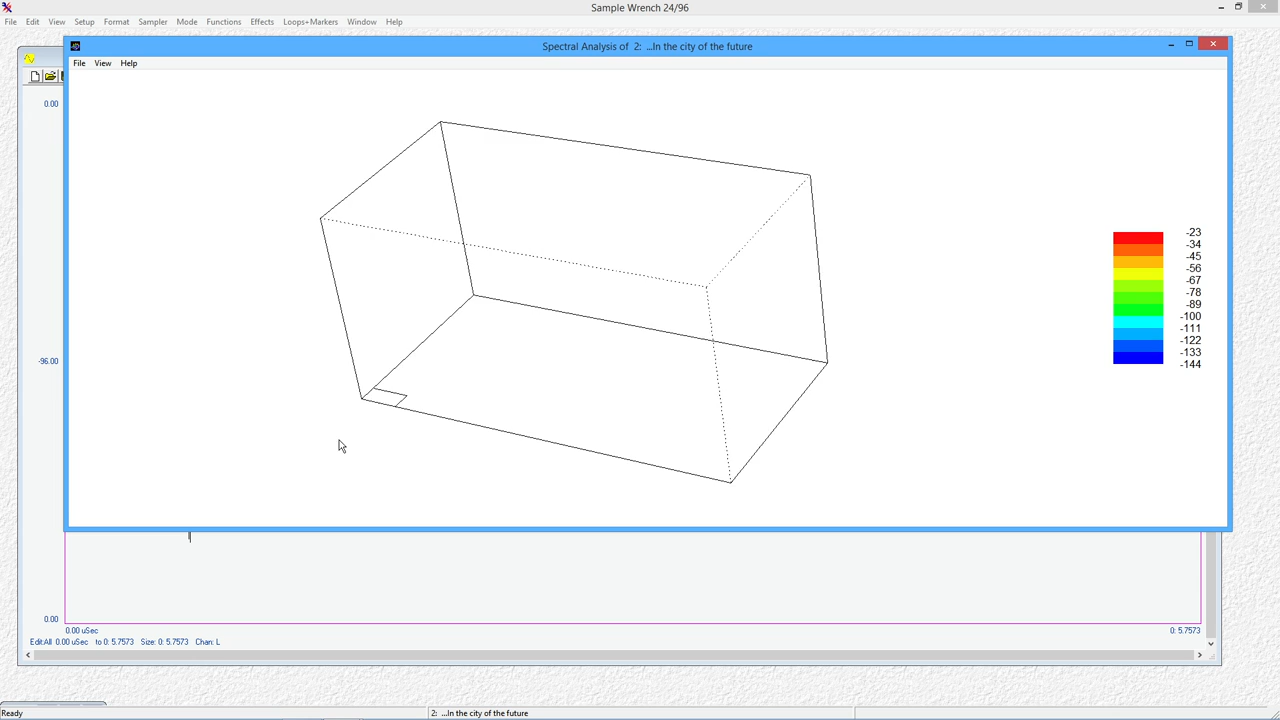 Sample Wrench 24/96
File Edit View Setup Format Sampler Mode Functions Effects Loops+Markers Window Help
Spectral Analysis of 2: ...In the city of the future
File View Help
0.00
-96.00
0.00
-23
-34
-45
-56
-67
-78
-89
-100
-111
-122
-133
-144
0.00 uSec 0: 5.7573
Edit:All 0.00 uSec to 0: 5.7573 Size: 0: 5.7573 Chan: L
Ready 2: ...In the city of the future